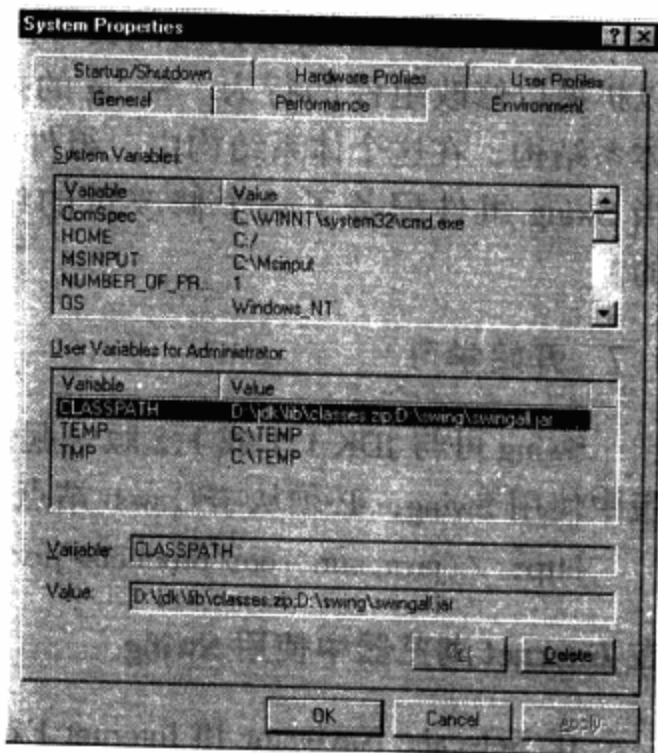 System Properties
Startup/Shutdown Hardware Profiles User Profiles
General Performance Environment
System Variables:
Variable Value
ComSpec C:\WINNT\system32\cmd.exe
HOME C:/
MSINPUT C:\Msinput
NUMBER_OF_PR... 1
OS Windows_NT
User Variables for Administrator:
Variable Value
CLASSPATH D:\jdk\lib\classes.zip;D:\swing\swingall.jar
TEMP C:\TEMP
TMP C:\TEMP
Variable: CLASSPATH
Value: D:\jdk\lib\classes.zip;D:\swing\swingall.jar
Delete
OK Cancel Apply